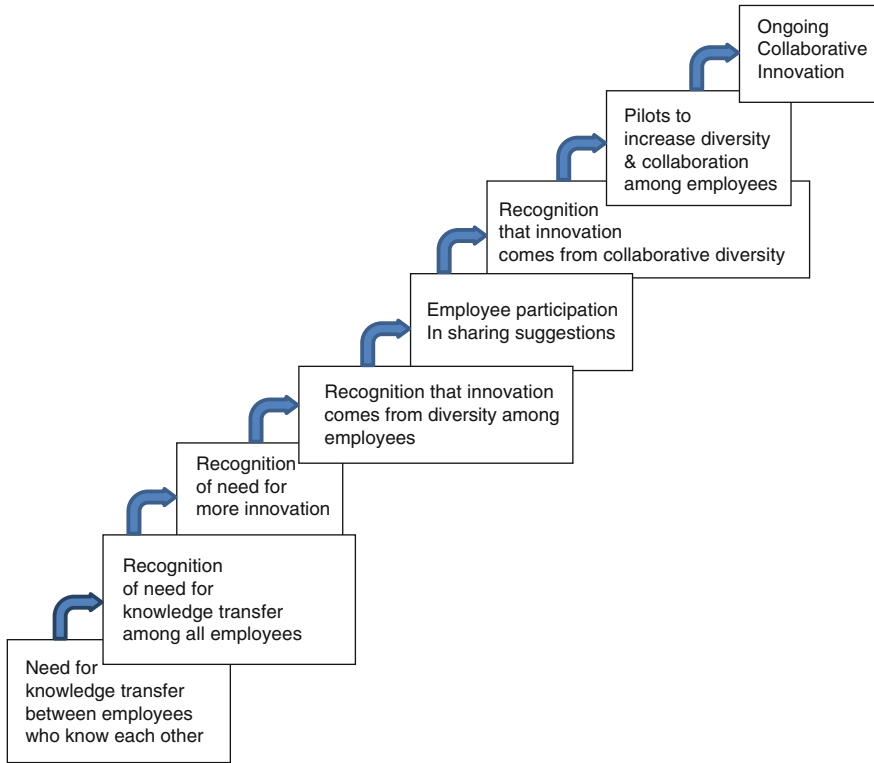 Ongoing
Collaborative
Innovation
Pilots to
increase diversity
& collaboration
among employees
Recognition
that innovation
comes from collaborative diversity
Employee participation
In sharing suggestions
Recognition that innovation
comes from diversity among
employees
Recognition
of need for
more innovation
Recognition
of need for
knowledge transfer
among all employees
Need for
knowledge transfer
between employees
who know each other